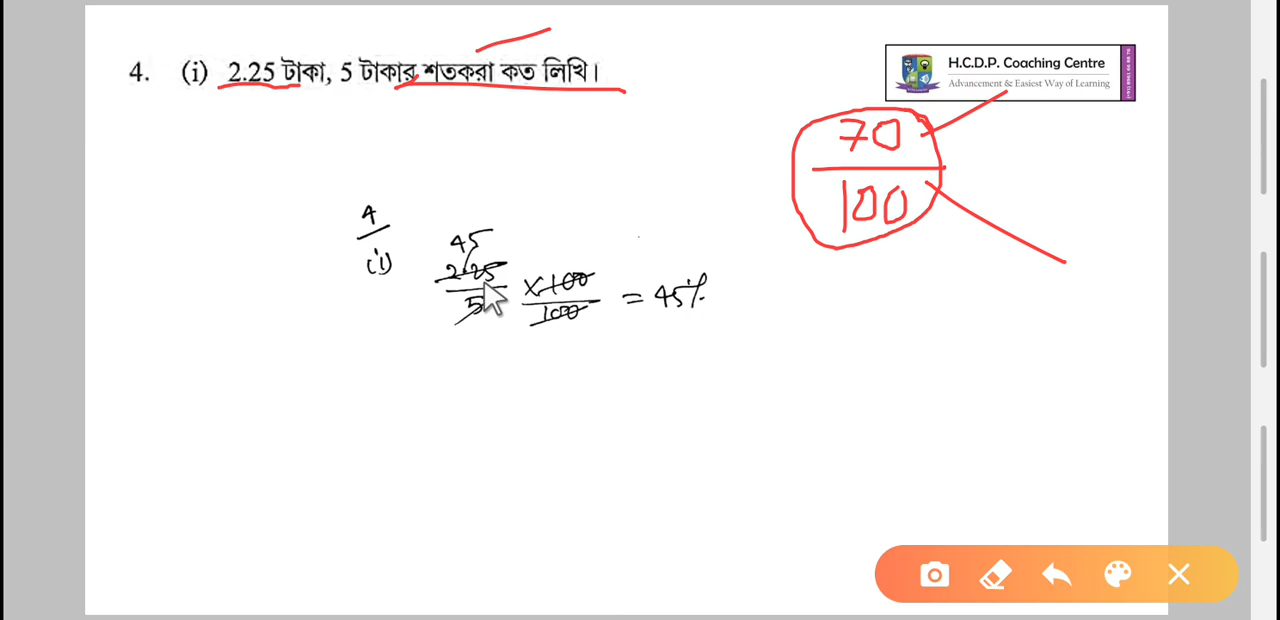 4. (i) 2.25 টাকা, 5 টাকার শতকরা কত লিখি।
H.C.D.P. Coaching Centre
Advancement & Easiest Way of Learning
70
100
4
(i)
45
2.25
5
×100
100
= 45%